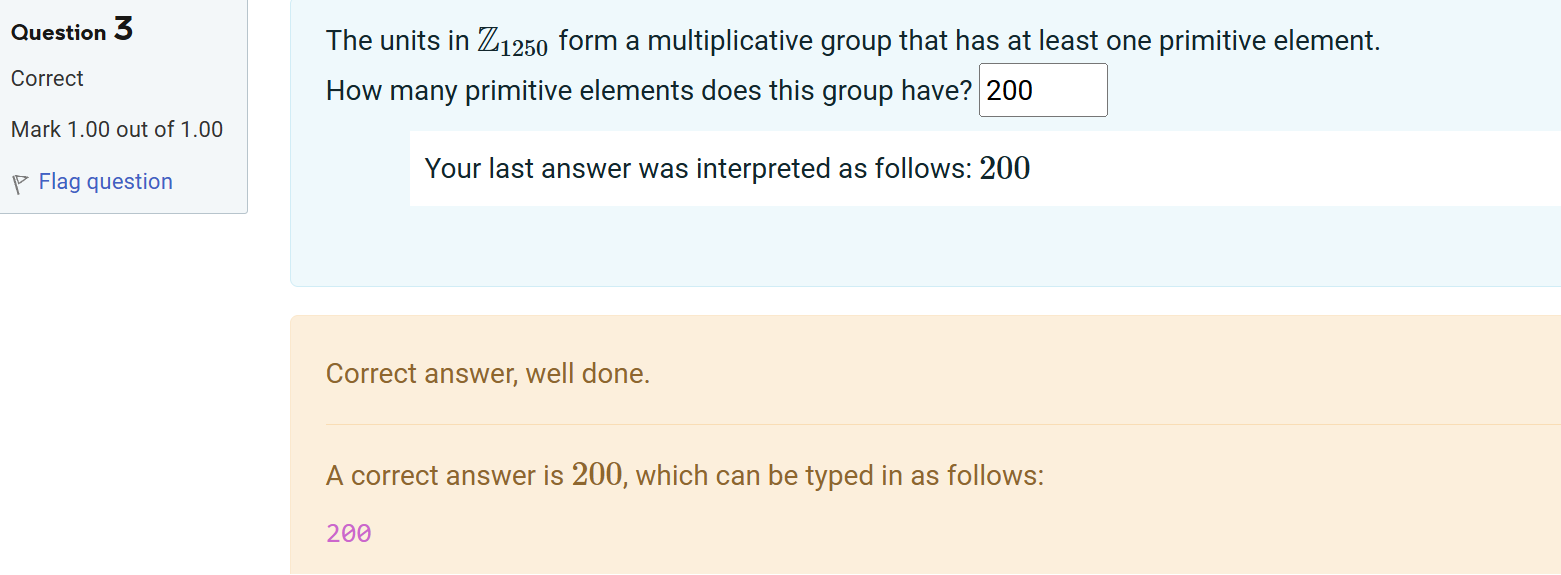 Question 3
Correct
Mark 1.00 out of 1.00
Flag question
The units in ℤ₁₂₅₀ form a multiplicative group that has at least one primitive element.
How many primitive elements does this group have? 200
Your last answer was interpreted as follows: 200
Correct answer, well done.
A correct answer is 200, which can be typed in as follows:
200